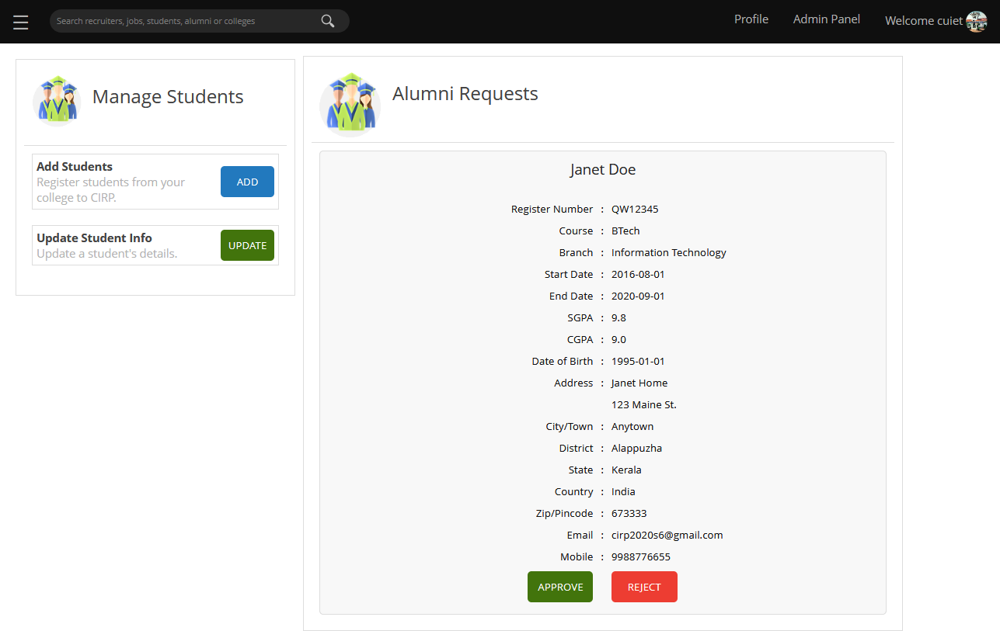 Search recruiters, jobs, students, alumni or colleges
Profile
Admin Panel
Welcome cuiet
Manage Students
Add Students
Register students from your
college to CIRP.
ADD
Update Student Info
Update a student's details.
UPDATE
Alumni Requests
Janet Doe
Register Number : QW12345
Course : BTech
Branch : Information Technology
Start Date : 2016-08-01
End Date : 2020-09-01
SGPA : 9.8
CGPA : 9.0
Date of Birth : 1995-01-01
Address : Janet Home
123 Maine St.
City/Town : Anytown
District : Alappuzha
State : Kerala
Country : India
Zip/Pincode : 673333
Email : cirp2020s6@gmail.com
Mobile : 9988776655
APPROVE
REJECT